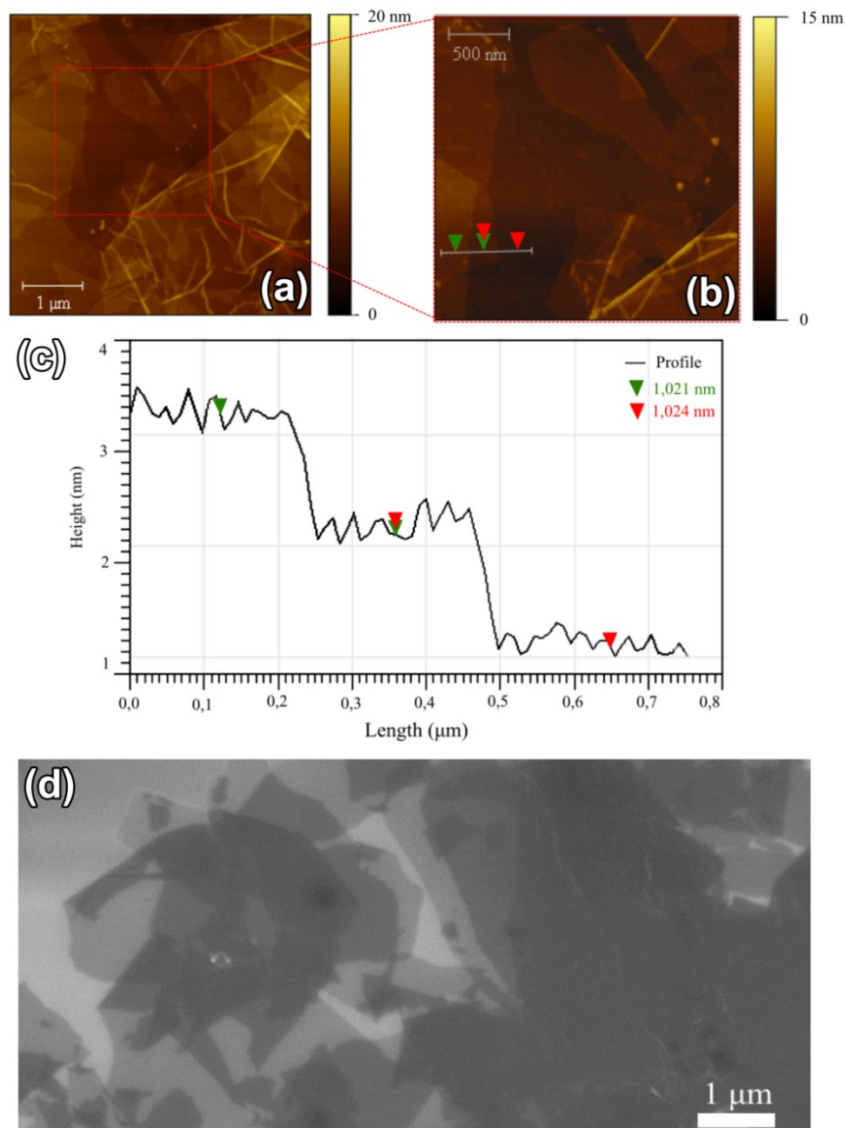 20 nm
15 nm
500 nm
1 μm
(a)
0
(b)
0
(c)
4
3
2
1
Height (nm)
Profile
1,021 nm
1,024 nm
0,0 0,1 0,2 0,3 0,4 0,5 0,6 0,7 0,8
Length (μm)
(d)
1 μm